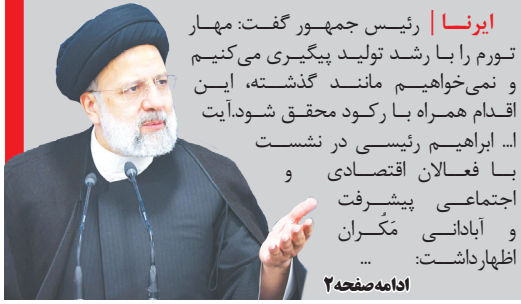 ایرنا | رئیس جمهور گفت: مهار
تورم را با رشد تولید پیگیری می‌کنیم
و نمی‌خواهیم مانند گذشته، این
اقدام همراه با رکود محقق شود.آیت
ا... ابراهیم رئیسی در نشست
با فعالان اقتصادی و
اجتماعی پیشرفت
و آبادانی مَکُران
اظهارداشت: ...
ادامه‌صفحه۲